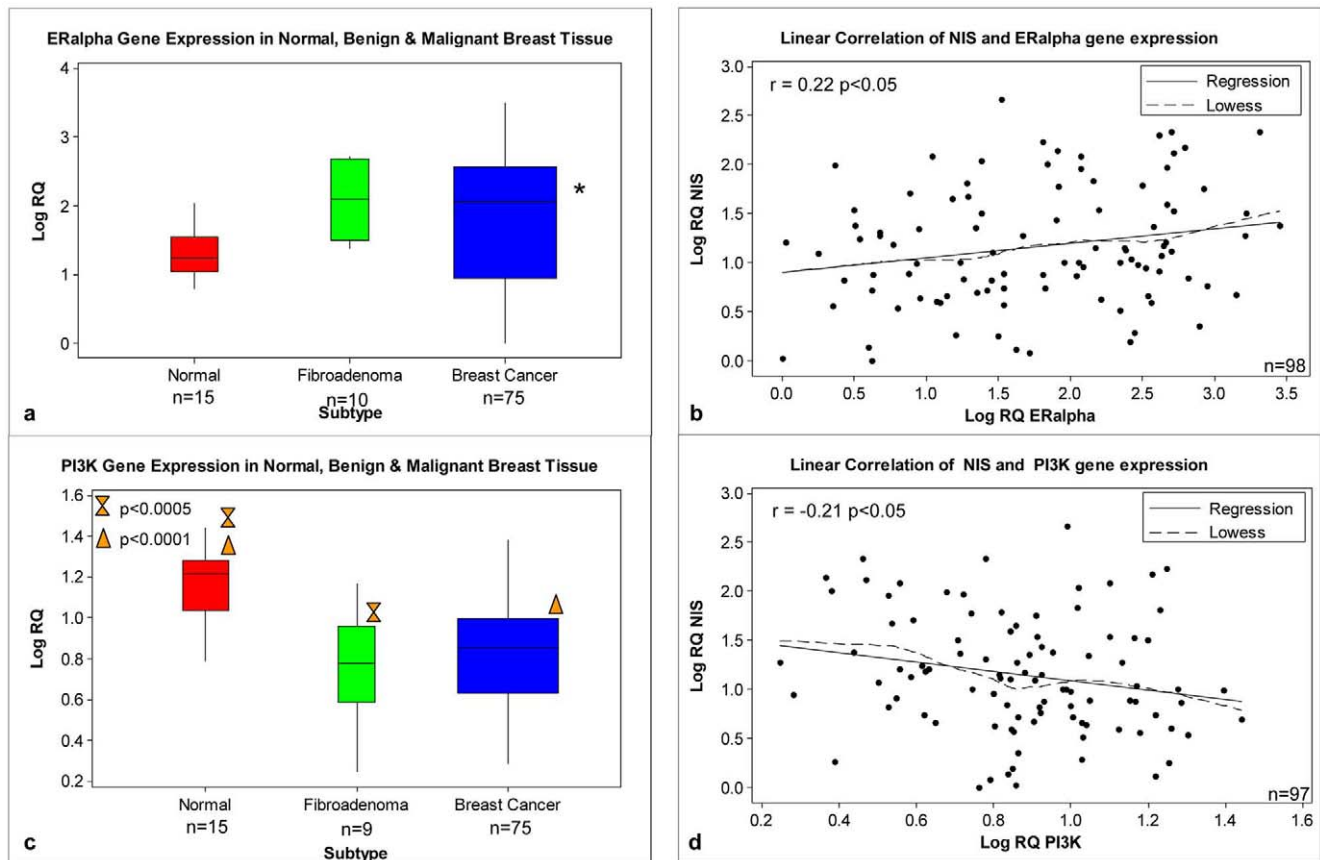 ERalpha Gene Expression in Normal, Benign & Malignant Breast Tissue
4
3
2
1
0
Log RQ
*
Normal
Fibroadenoma
Breast Cancer
n=15
n=10
n=75
Subtype
a
Linear Correlation of NIS and ERalpha gene expression
r = 0.22 p<0.05
Regression
Lowess
3.0
2.5
2.0
1.5
1.0
0.5
0.0
Log RQ NIS
n=98
0.0 0.5 1.0 1.5 2.0 2.5 3.0 3.5
Log RQ ERalpha
b
PI3K Gene Expression in Normal, Benign & Malignant Breast Tissue
p<0.0005
p<0.0001
1.6
1.4
1.2
1.0
0.8
0.6
0.4
0.2
Log RQ
Normal
Fibroadenoma
Breast Cancer
n=15
n=9
n=75
Subtype
c
Linear Correlation of NIS and PI3K gene expression
r = -0.21 p<0.05
Regression
Lowess
3.0
2.5
2.0
1.5
1.0
0.5
0.0
Log RQ NIS
n=97
0.2 0.4 0.6 0.8 1.0 1.2 1.4 1.6
Log RQ PI3K
d